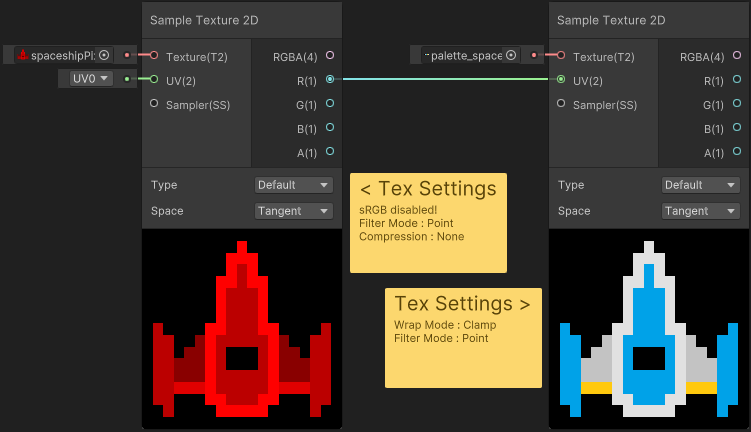 Sample Texture 2D
spaceshipPl:
Texture(T2)
RGBA(4)
UV0
UV(2)
R(1)
Sampler(SS)
G(1)
B(1)
A(1)
Type
Default
Space
Tangent
< Tex Settings
sRGB disabled!
Filter Mode : Point
Compression : None
Tex Settings >
Wrap Mode : Clamp
Filter Mode : Point
Sample Texture 2D
palette_space
Texture(T2)
RGBA(4)
UV(2)
R(1)
Sampler(SS)
G(1)
B(1)
A(1)
Type
Default
Space
Tangent